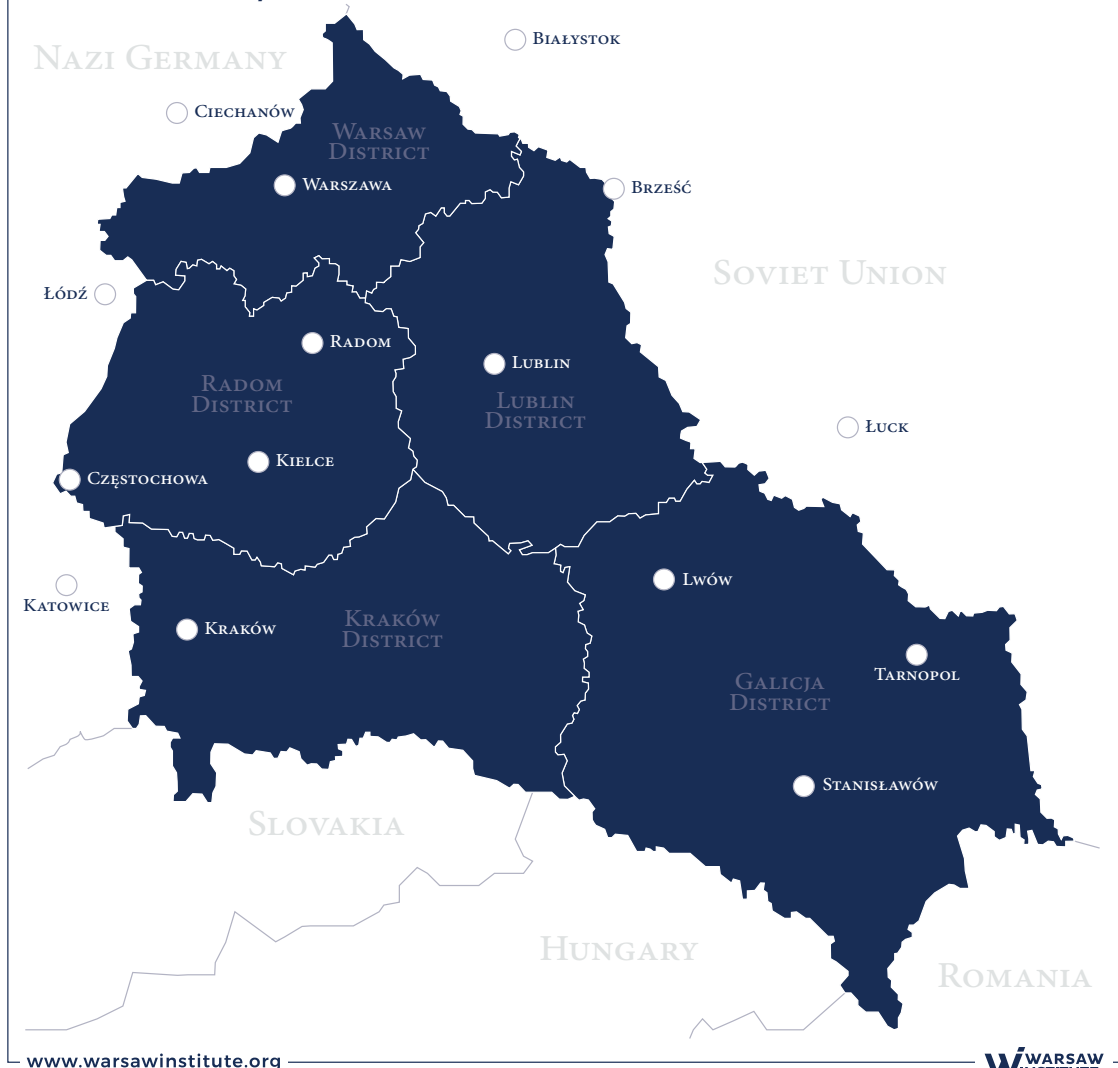 Białystok
Nazi Germany
Ciechanów
Warsaw
District
Warszawa
Brześć
Soviet Union
Łódź
Radom
Lublin
Radom
District
Lublin
District
Łuck
Kielce
Częstochowa
Lwów
Katowice
Kraków
Kraków
District
Tarnopol
Galicja
District
Stanisławów
Slovakia
Hungary
Romania
www.warsawinstitute.org
WARSAW
INSTITUTE